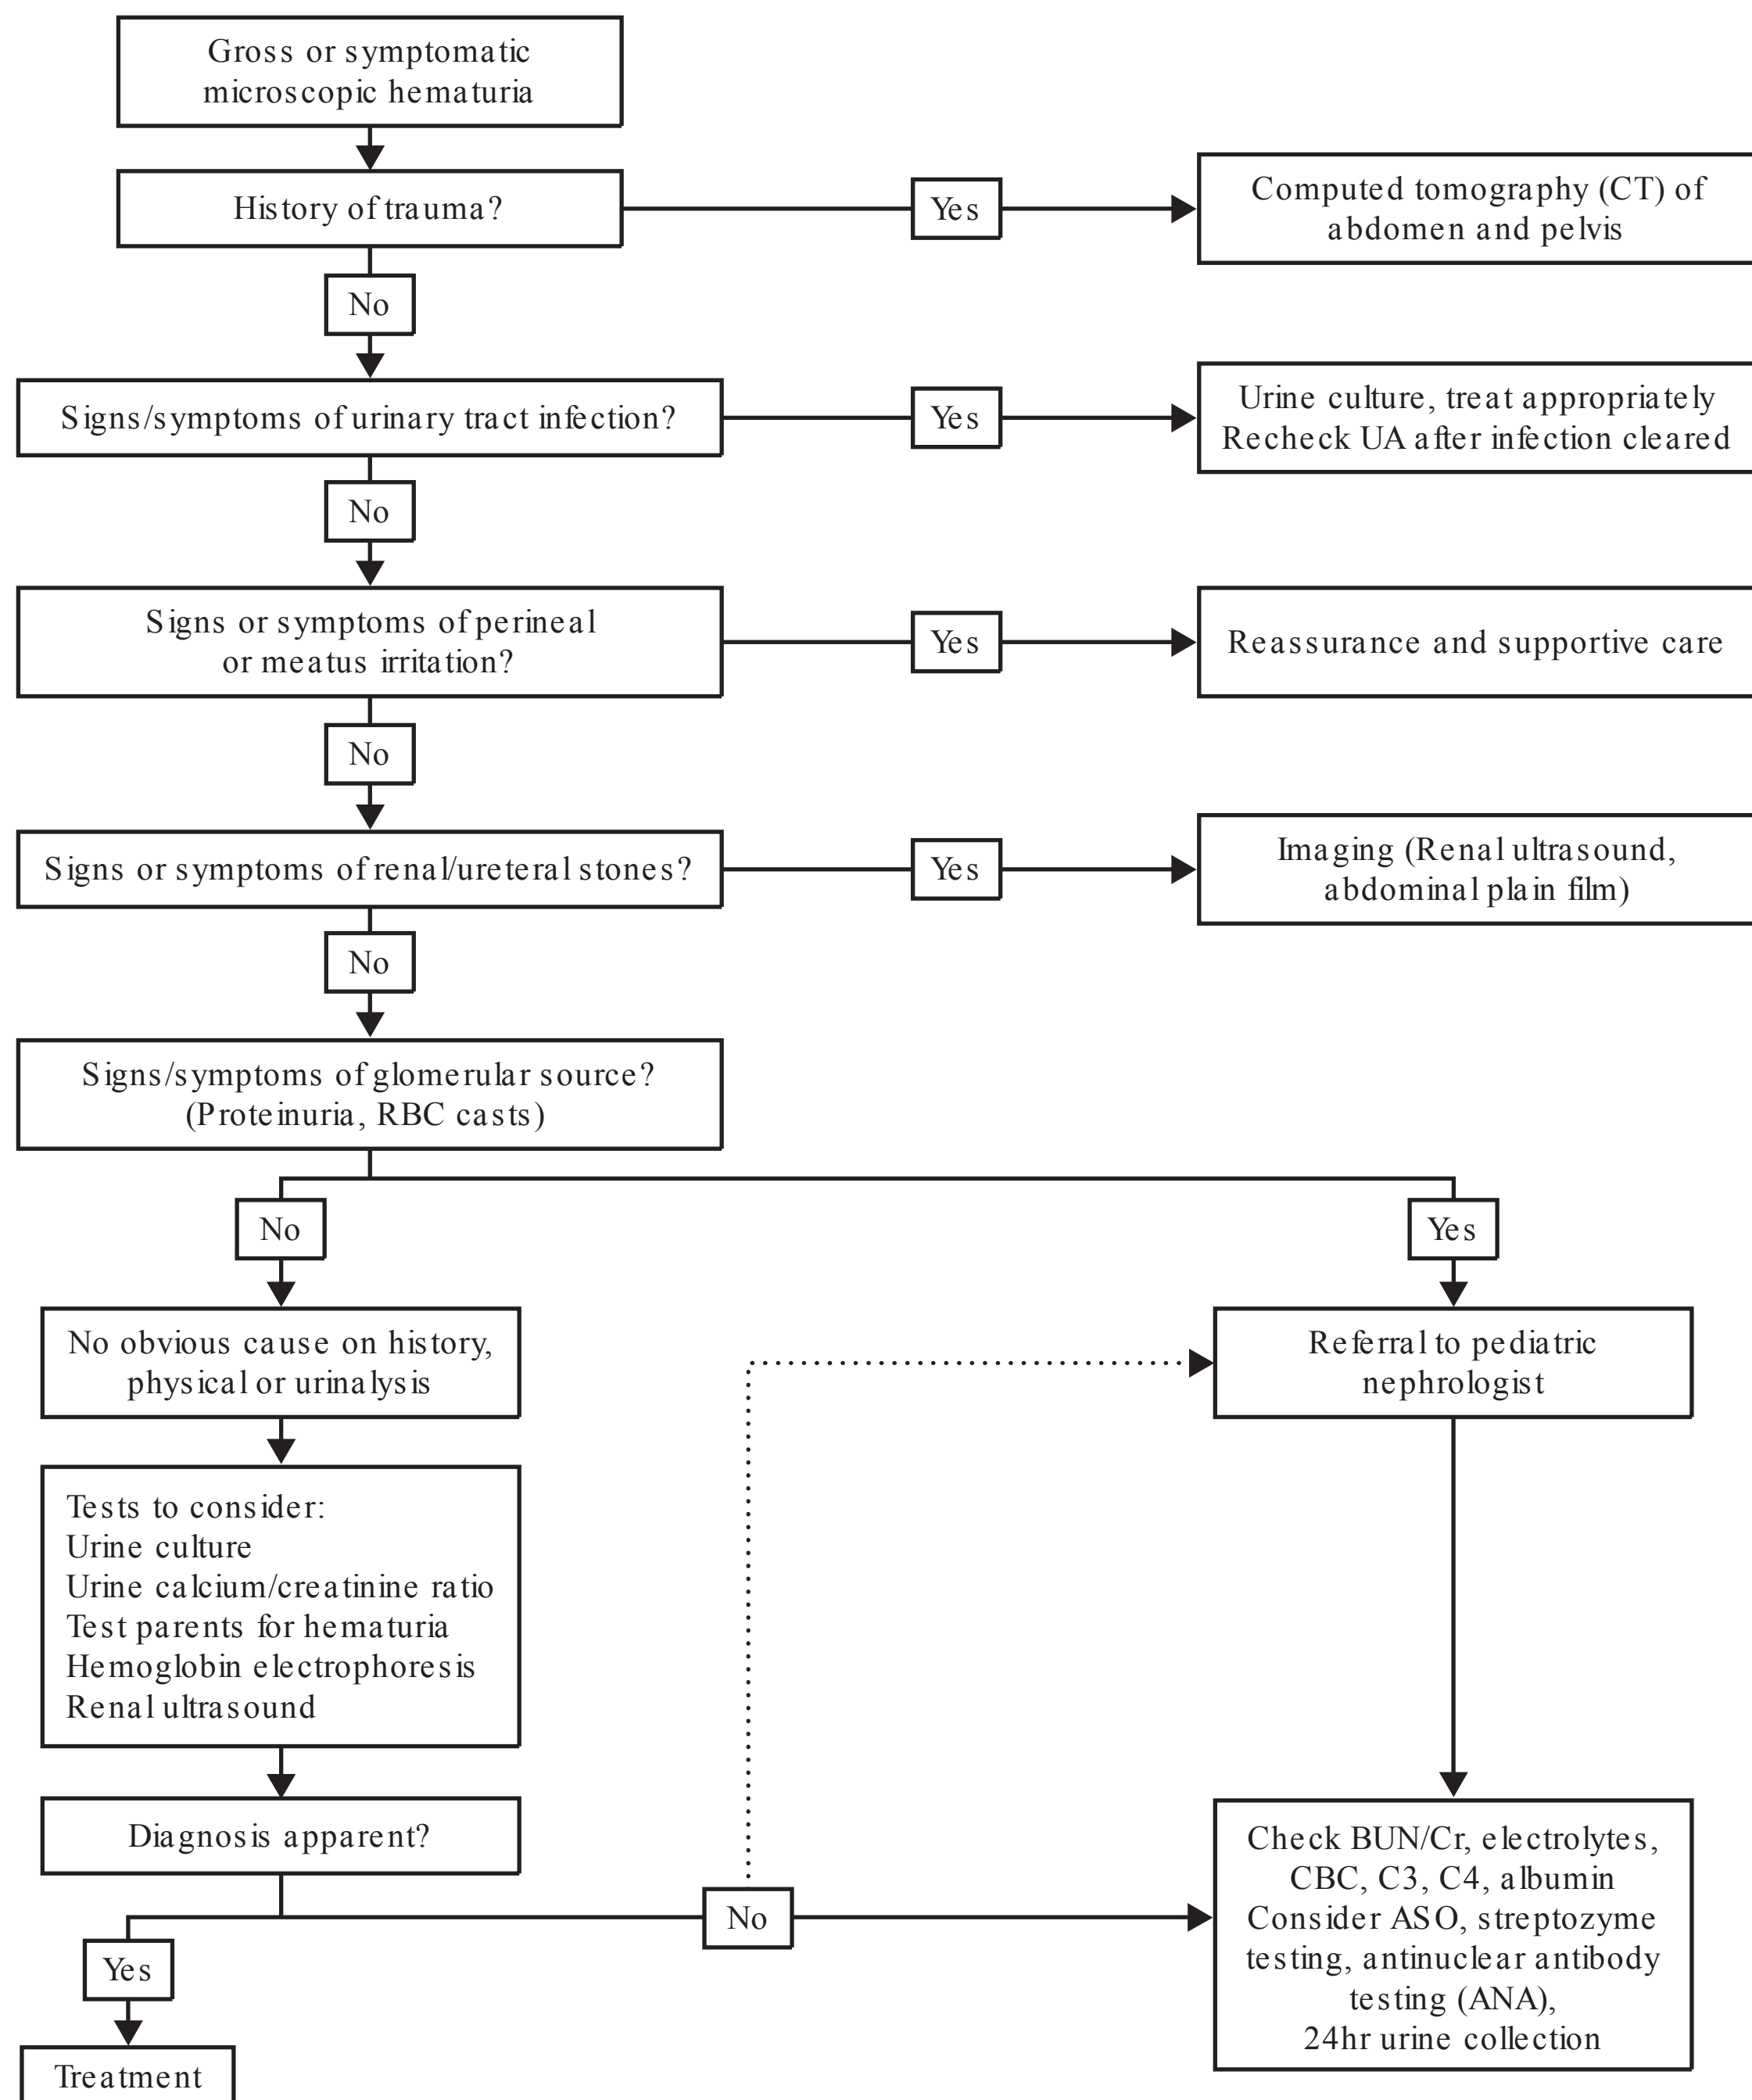 Gross or symptomatic
microscopic hematuria
History of trauma?
Yes
Computed tomography (CT) of
abdomen and pelvis
No
Signs/symptoms of urinary tract infection?
Yes
Urine culture, treat appropriately
Recheck UA after infection cleared
No
Signs or symptoms of perineal
or meatus irritation?
Yes
Reassurance and supportive care
No
Signs or symptoms of renal/ureteral stones?
Yes
Imaging (Renal ultrasound,
abdominal plain film)
No
Signs/symptoms of glomerular source?
(Proteinuria, RBC casts)
No
Yes
No obvious cause on history,
physical or urinalysis
Referral to pediatric
nephrologist
Tests to consider:
Urine culture
Urine calcium/creatinine ratio
Test parents for hematuria
Hemoglobin electrophoresis
Renal ultrasound
Diagnosis apparent?
No
Check BUN/Cr, electrolytes,
CBC, C3, C4, albumin
Consider ASO, streptozyme
testing, antinuclear antibody
testing (ANA),
24hr urine collection
Yes
Treatment